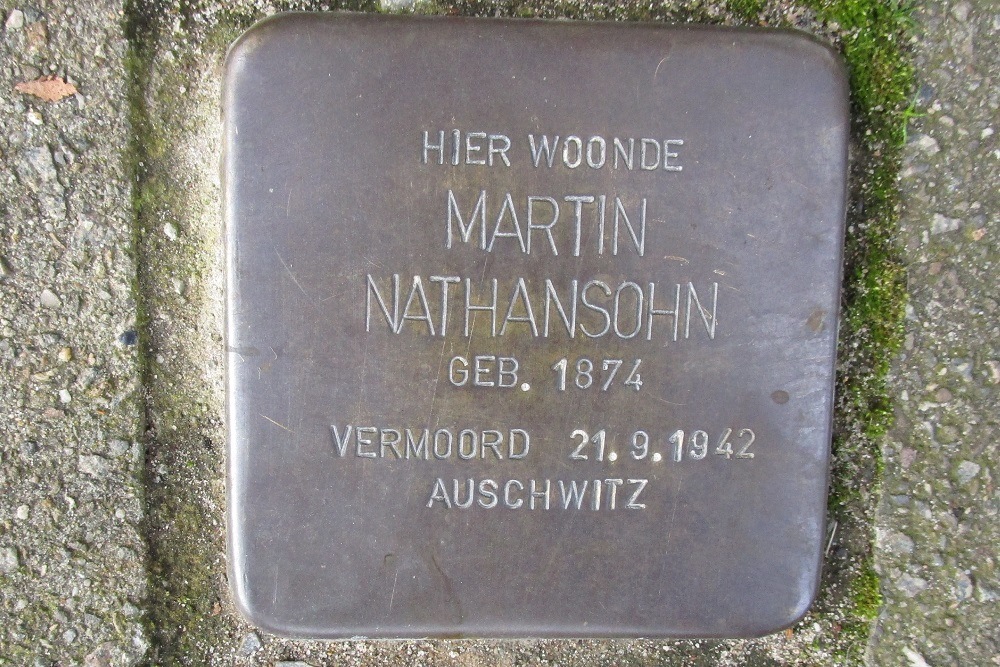 HIER WOONDE
MARTIN
NATHANSOHN
GEB. 1874
VERMOORD 21.9.1942
AUSCHWITZ